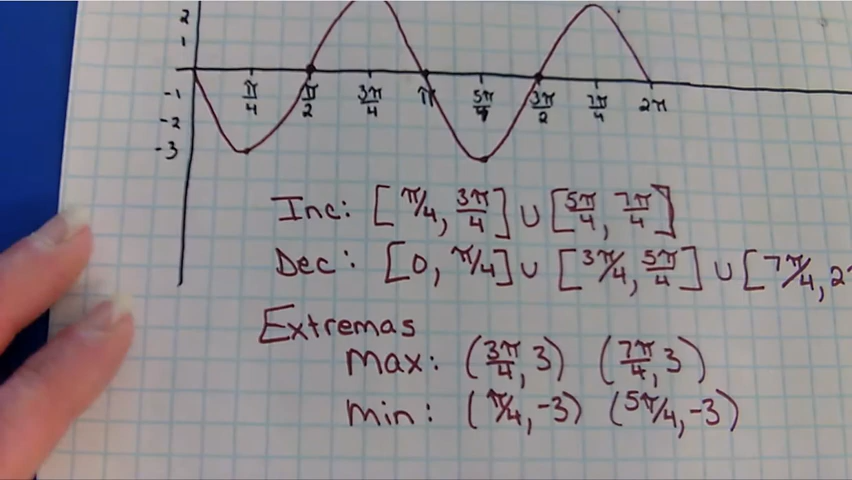 2
1
-1
π/4 π/2 3π/4 π 5π/4 3π/2 7π/4 2π
-2
-3
Inc: [π/4, 3π/4] ∪ [5π/4, 7π/4]
Dec: [0, π/4] ∪ [3π/4, 5π/4] ∪ [7π/4, 2
Extremas
max: (3π/4, 3) (7π/4, 3)
min: (π/4, -3) (5π/4, -3)